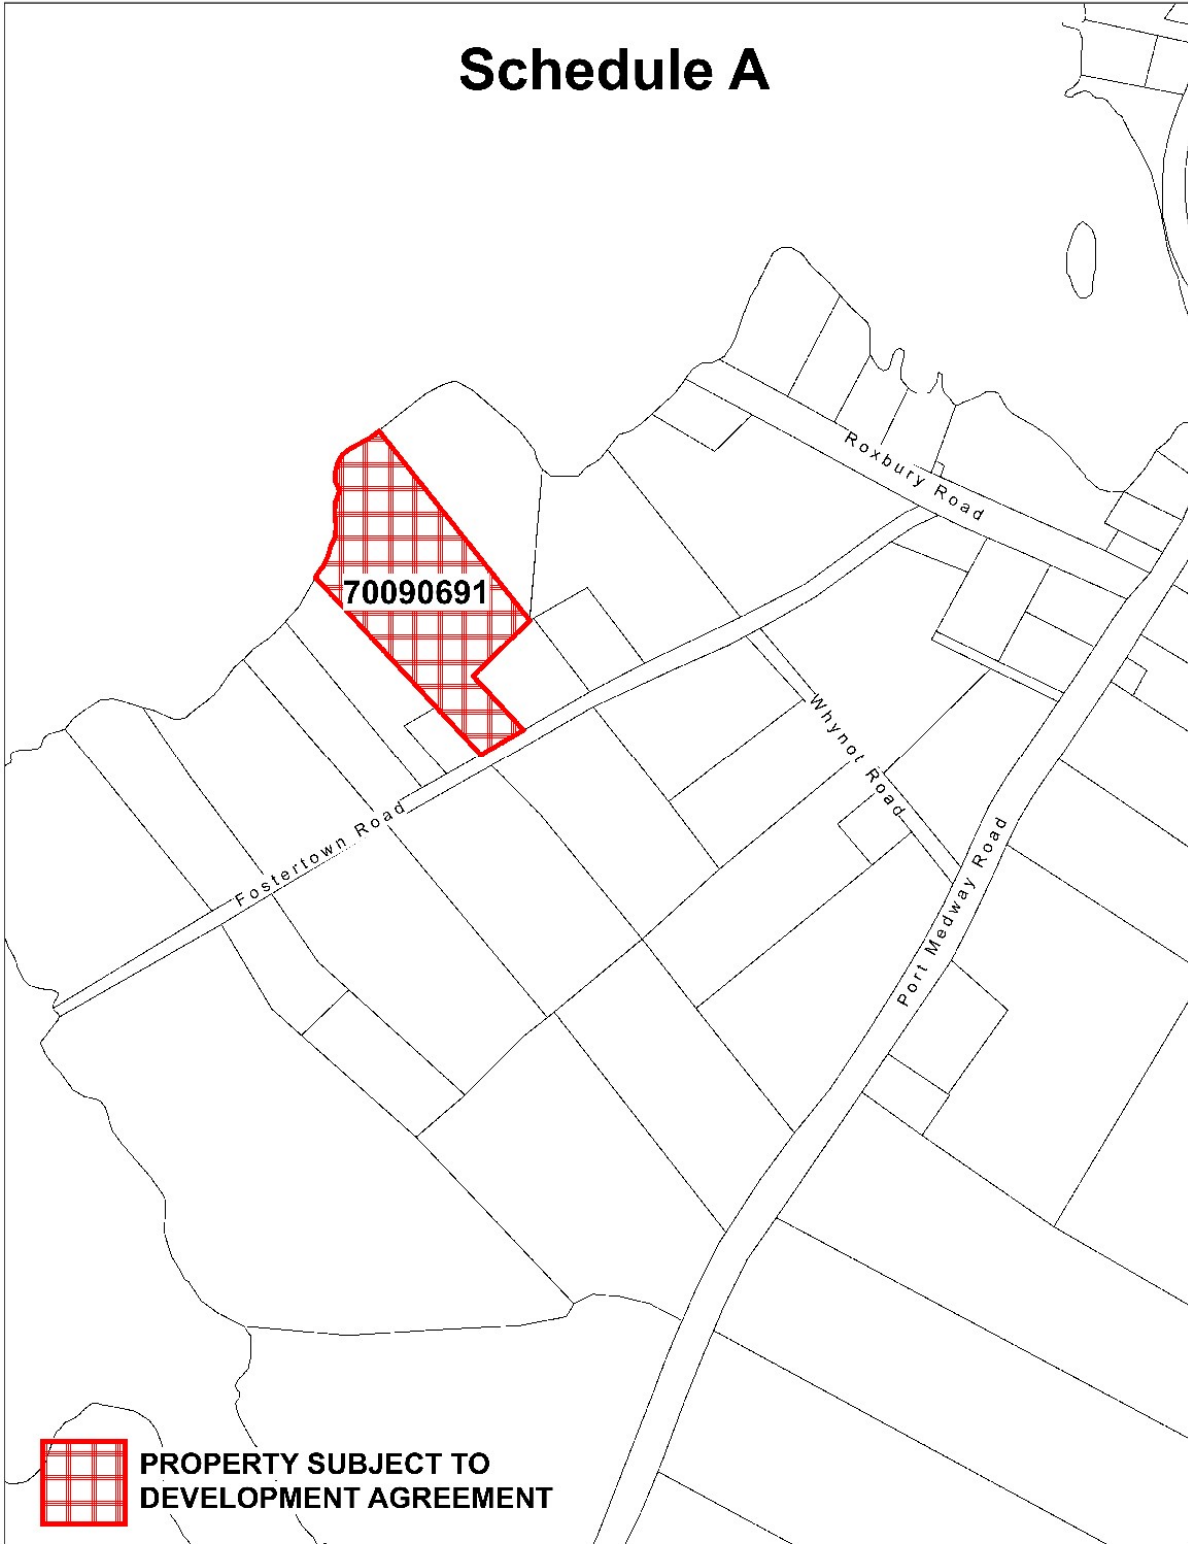 Schedule A
Roxbury Road
70090691
Whynot Road
Fostertown Road
Port Medway Road
PROPERTY SUBJECT TO
DEVELOPMENT AGREEMENT